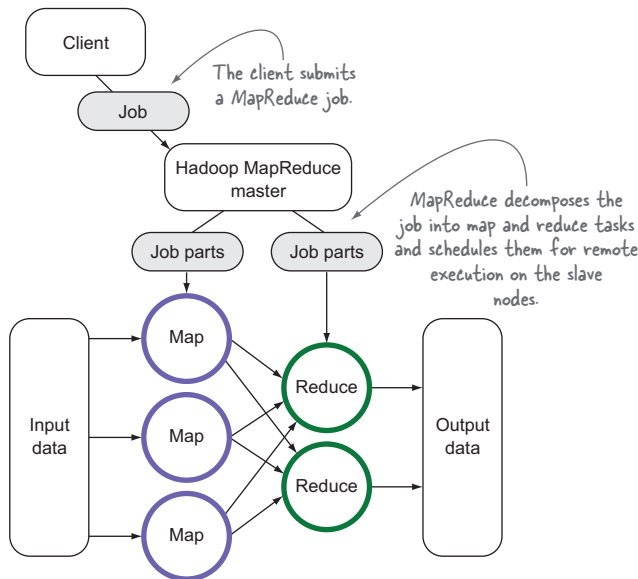 Client
The client submits
a MapReduce job.
Job
Hadoop MapReduce
master
MapReduce decomposes the
job into map and reduce tasks
and schedules them for remote
execution on the slave
nodes.
Job parts
Job parts
Map
Reduce
Input
data
Map
Output
data
Reduce
Map